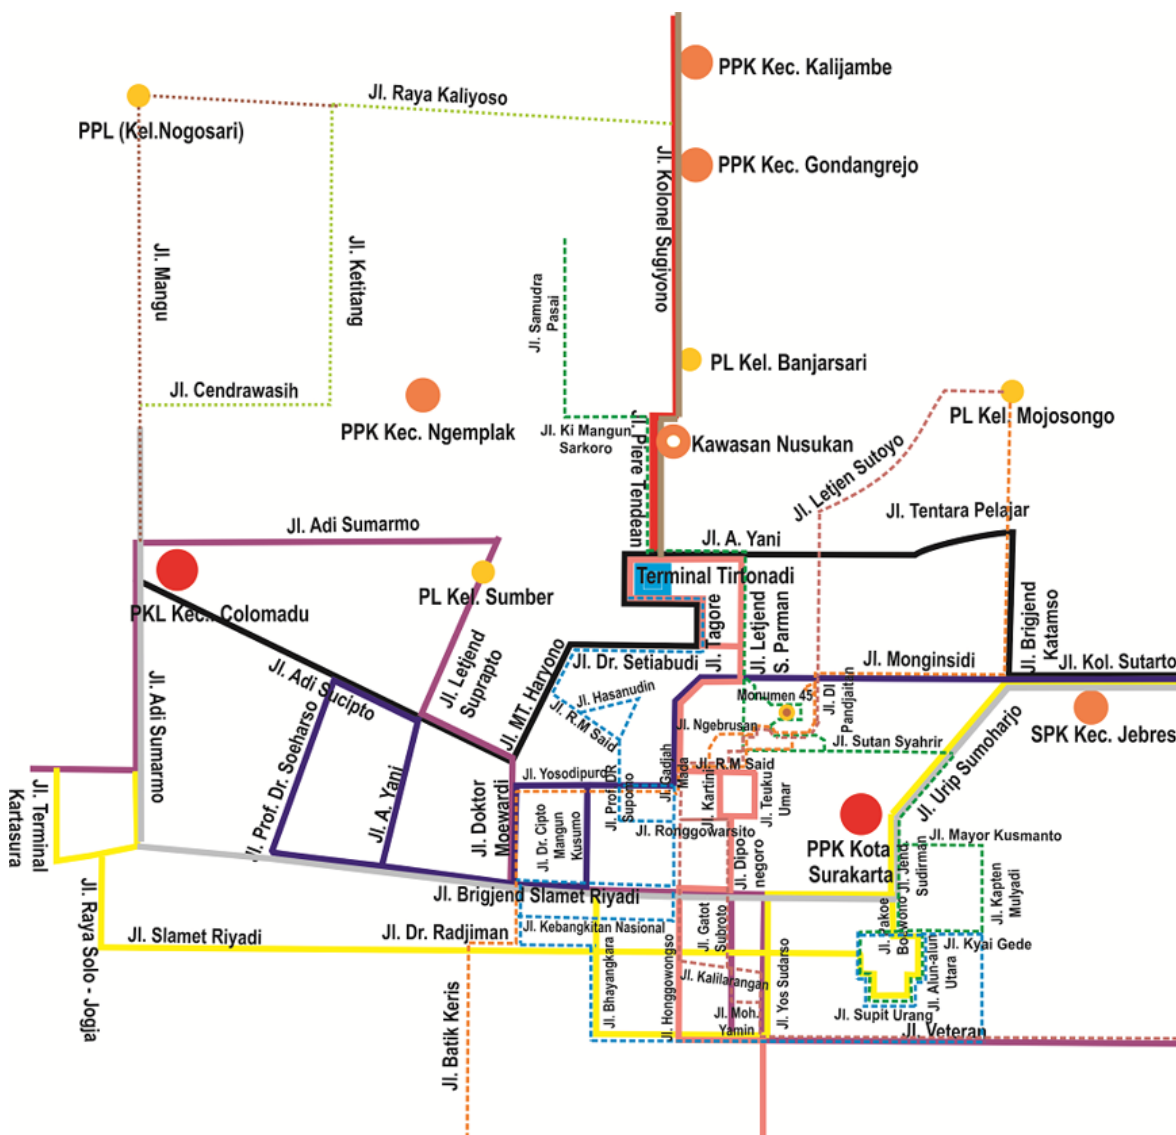 PPK Kec. Kalijambe
Jl. Raya Kaliyoso
PPL (Kel.Nogosari)
PPK Kec. Gondangrejo
Jl. Kolonel Sugiyono
Jl. Mangu
Jl. Ketitang
Jl. Samudra
Pasai
PL Kel. Banjarsari
Jl. Cendrawasih
PPK Kec. Ngemplak
Jl. Ki Mangun
Sarkoro
Jl. Piere Tendean
Kawasan Nusukan
PL Kel. Mojosongo
Jl. Letjen Sutoyo
Jl. Tentara Pelajar
Jl. Adi Sumarmo
Jl. A. Yani
Terminal Tirtonadi
PL Kel. Sumber
PKL Kec. Colomadu
Jl. Tagore
Jl. Letjend
S. Parman
Jl. Brigjend
Katamso
Jl. Dr. Setiabudi
Jl. Monginsidi
Jl. Kol. Sutarto
Jl. Adi Sumarmo
Jl. Adi Sucipto
Jl. Letjend
Suprapto
Jl. MT. Haryono
Jl. Hasanudin
Jl. R.M Said
Monumen 45
Jl. DI
Pandjaitan
Jl. Ngebrusan
Jl. Sutan Syahrir
SPK Kec. Jebres
Jl. Prof. Dr. Soeharso
Jl. A. Yani
Jl. Yosodipuro
Jl. Gadjah
Mada
Jl. R.M Said
Jl. Urip Sumoharjo
Jl. Terminal
Kartasura
Jl. Doktor
Moewardi
Jl. Dr. Cipto
Mangun
Kusumo
Jl. Prof. DR
Supomo
Jl. Kartini
Jl. Teuku
Umar
Jl. Ronggowarsito
PPK Kota
Surakarta
Jl. Mayor Kusmanto
Jl. Dipo
negoro
Jl. Jend.
Sudirman
Jl. Kapten
Mulyadi
Jl. Brigjend Slamet Riyadi
Jl. Raya Solo - Jogja
Jl. Slamet Riyadi
Jl. Dr. Radjiman
Jl. Kebangkitan Nasional
Jl. Gatot
Subroto
Jl. Pakoe
Boewono
Jl. Kyai Gede
Jl. Alun-alun
Utara
Jl. Batik Keris
Jl. Bhayangkara
Jl. Honggowongso
Jl. Kalilarangan
Jl. Yos Sudarso
Jl. Moh.
Yamin
Jl. Supit Urang
Jl. Veteran